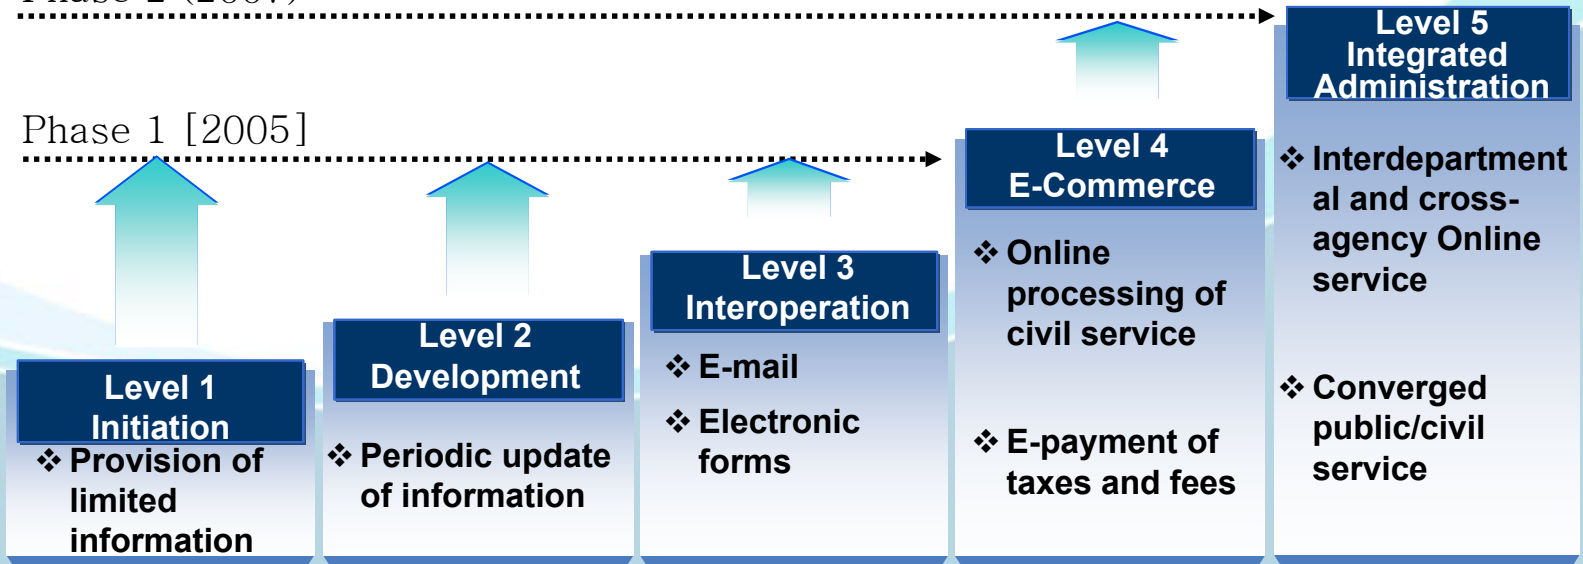 Phase 1 [2005]
Level 1
Initiation
❖ Provision of
limited
information
Level 2
Development
❖ Periodic update
of information
Level 3
Interoperation
❖ E-mail
❖ Electronic
forms
Level 4
E-Commerce
❖ Online
processing of
civil service
❖ E-payment of
taxes and fees
Level 5
Integrated
Administration
❖ Interdepartment
al and cross-
agency Online
service
❖ Converged
public/civil
service